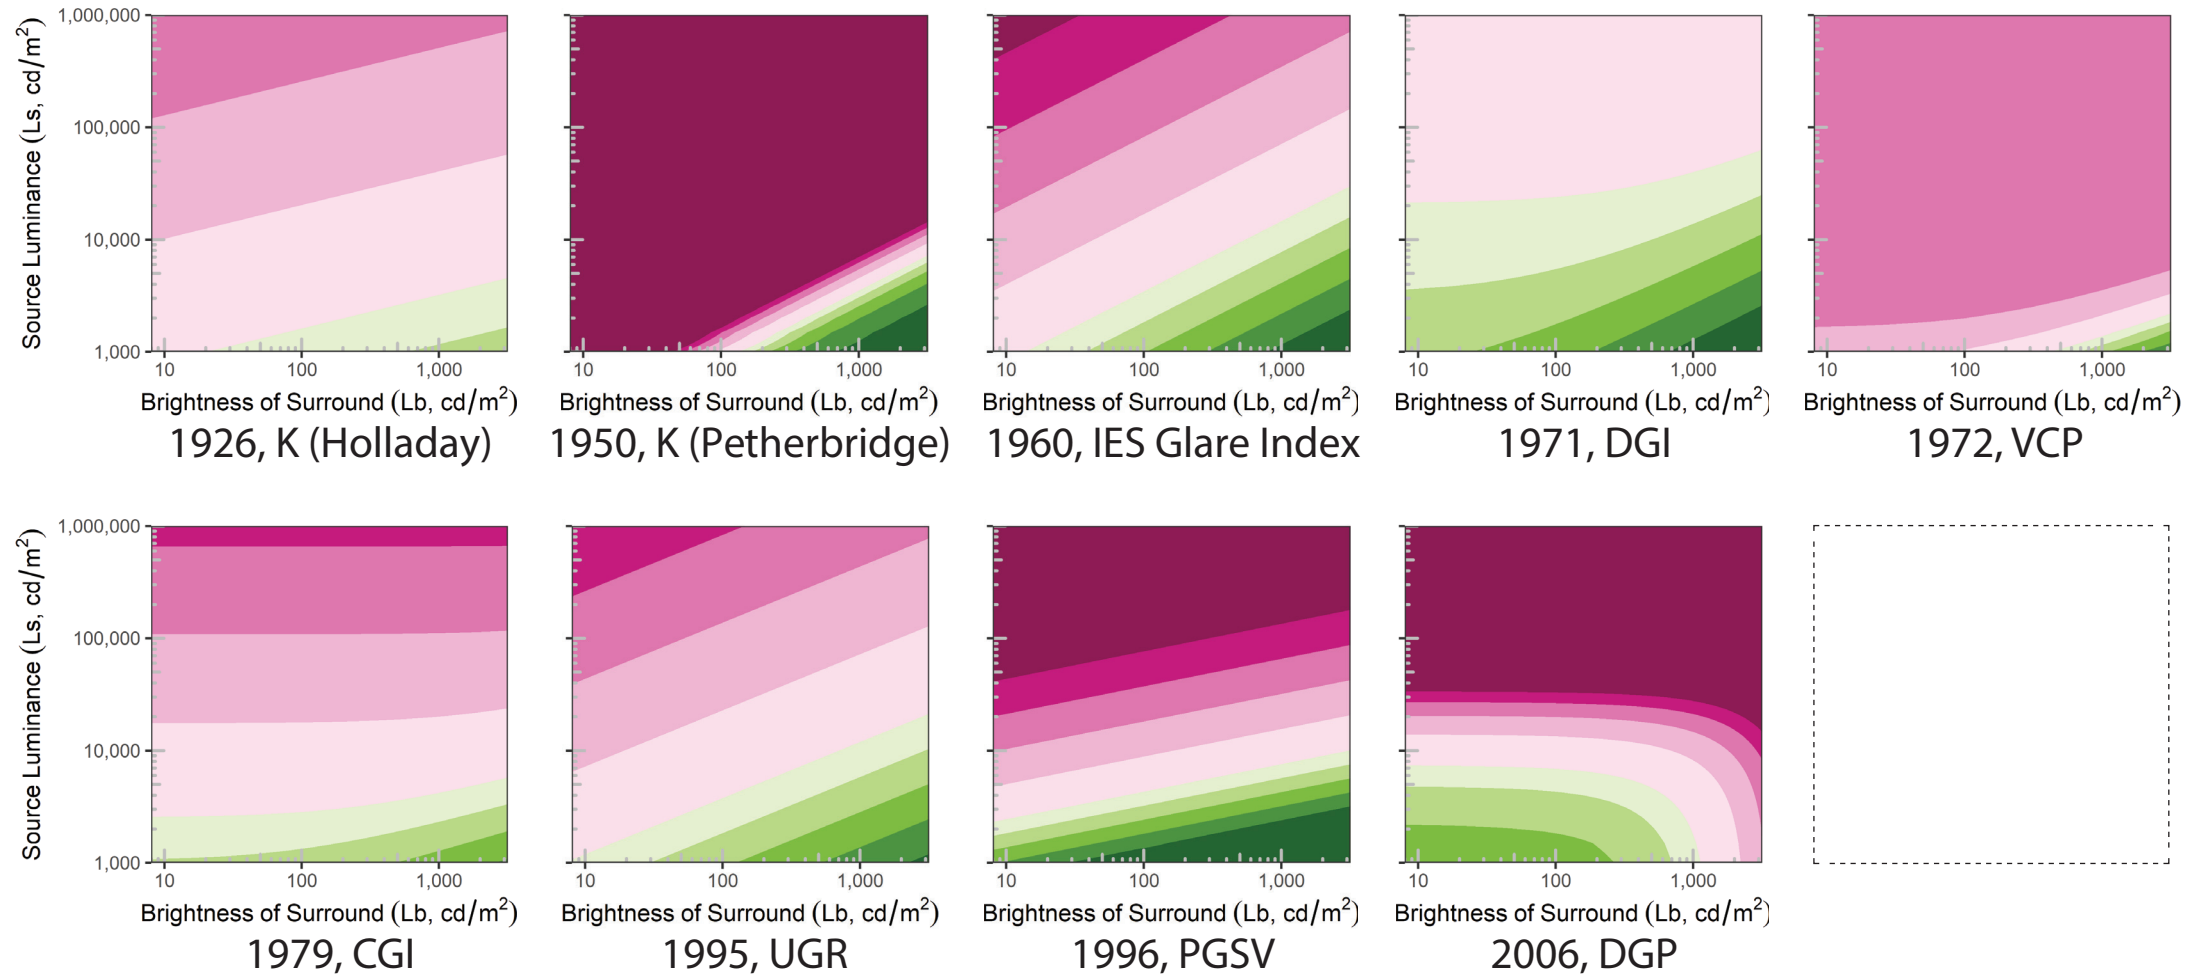 Source Luminance (Ls, cd/m²)
1,000,000
100,000
10,000
1,000
10 100 1,000
10 100 1,000
10 100 1,000
10 100 1,000
10 100 1,000
Brightness of Surround (Lb, cd/m²)
Brightness of Surround (Lb, cd/m²)
Brightness of Surround (Lb, cd/m²)
Brightness of Surround (Lb, cd/m²)
Brightness of Surround (Lb, cd/m²)
1926, K (Holladay)
1950, K (Petherbridge)
1960, IES Glare Index
1971, DGI
1972, VCP
Source Luminance (Ls, cd/m²)
1,000,000
100,000
10,000
1,000
10 100 1,000
10 100 1,000
10 100 1,000
10 100 1,000
Brightness of Surround (Lb, cd/m²)
Brightness of Surround (Lb, cd/m²)
Brightness of Surround (Lb, cd/m²)
Brightness of Surround (Lb, cd/m²)
1979, CGI
1995, UGR
1996, PGSV
2006, DGP